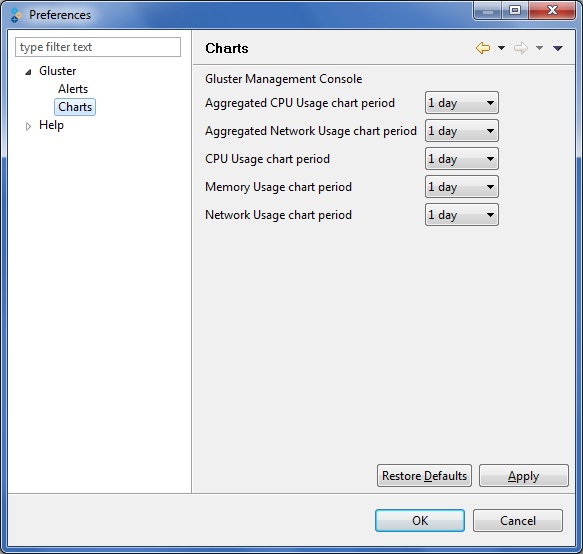 Preferences
type filter text
Gluster
Alerts
Charts
Help
Charts
Gluster Management Console
Aggregated CPU Usage chart period 1 day
Aggregated Network Usage chart period 1 day
CPU Usage chart period 1 day
Memory Usage chart period 1 day
Network Usage chart period 1 day
Restore Defaults Apply
OK Cancel